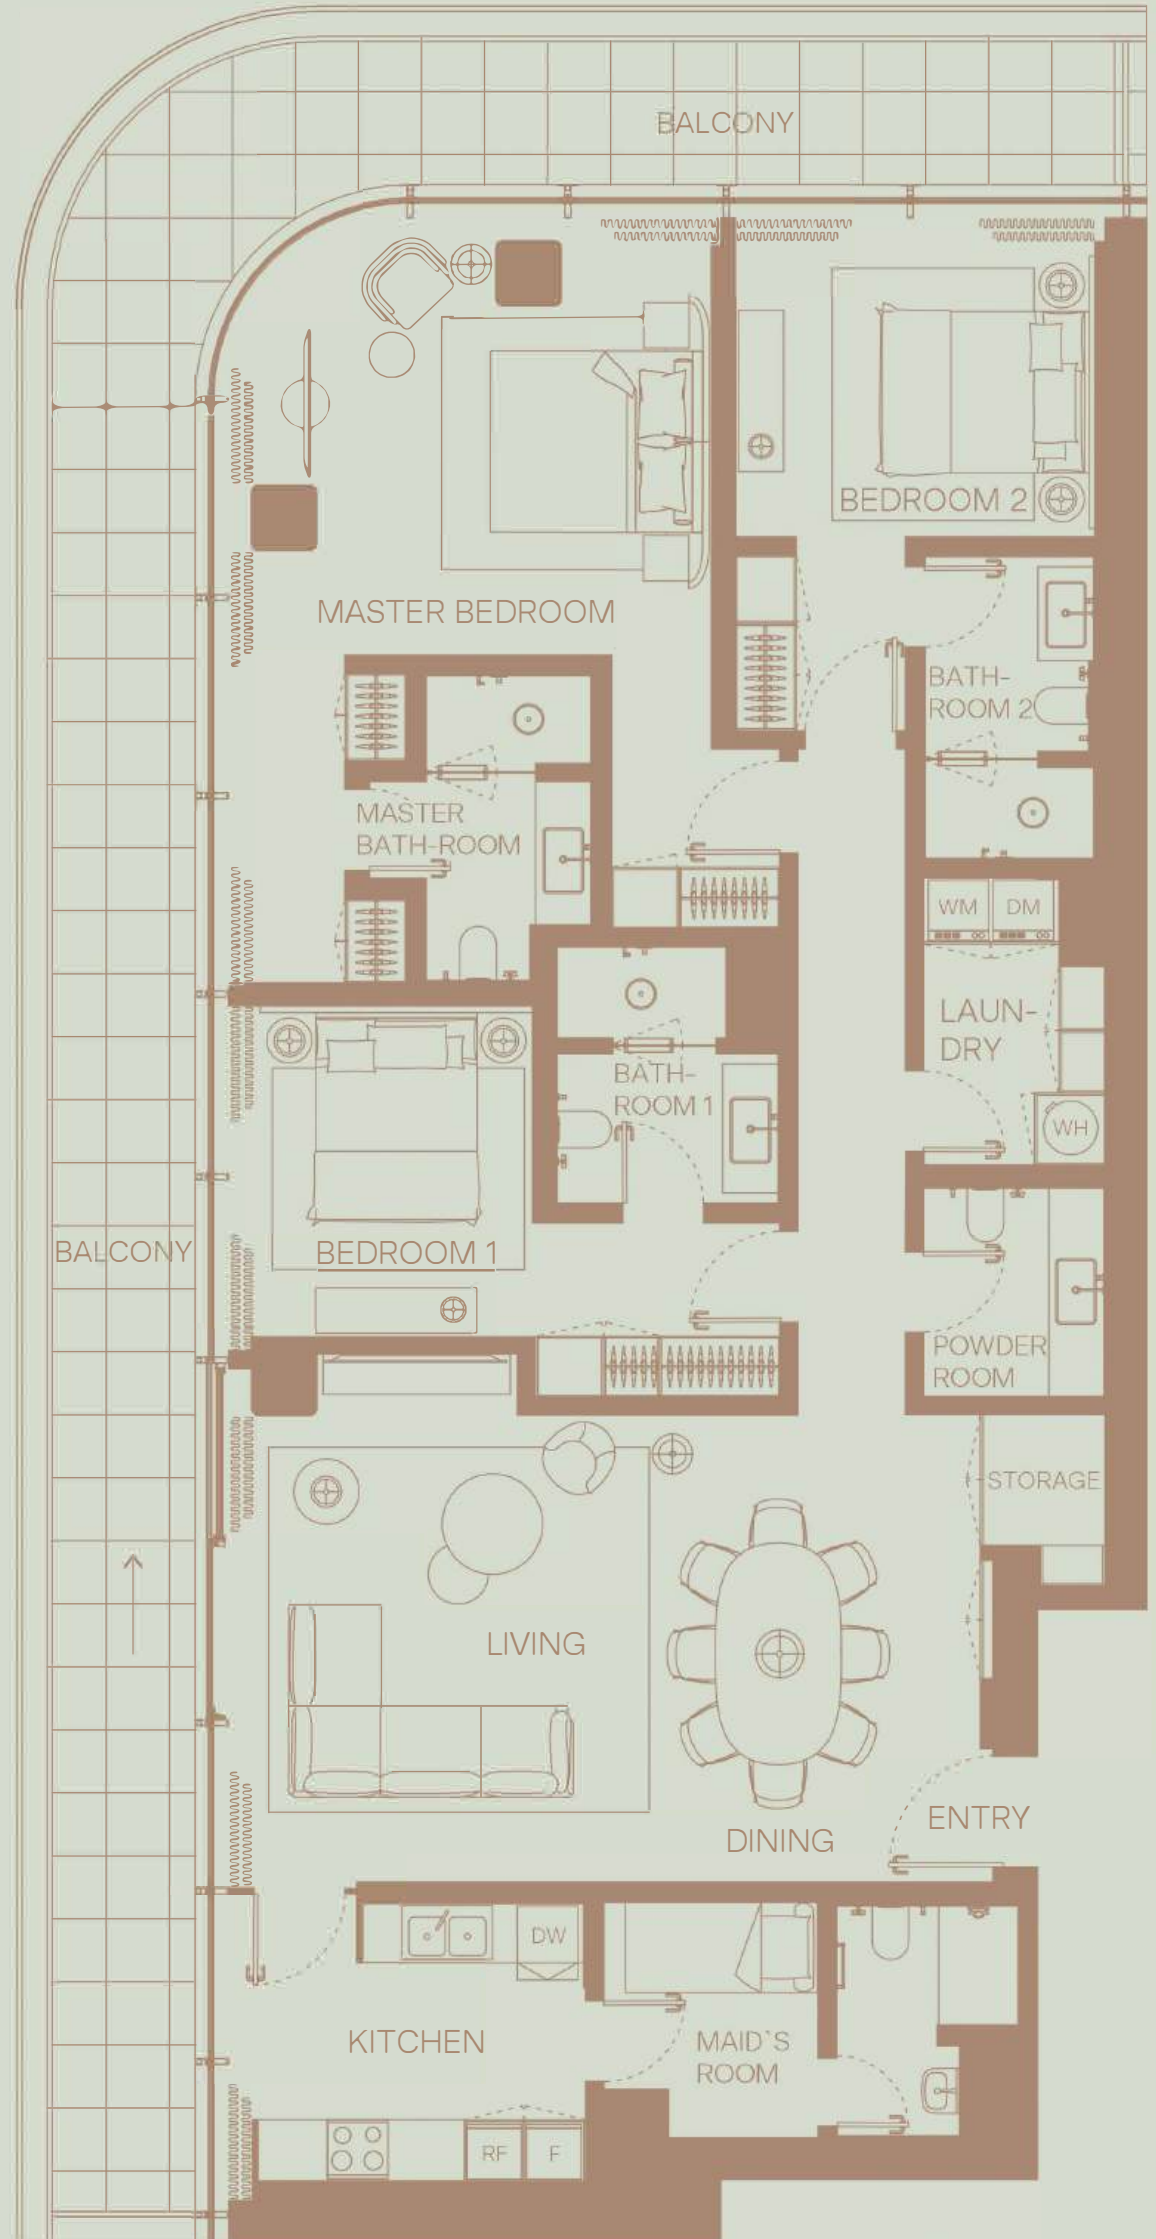 BALCONY
BEDROOM 2
MASTER BEDROOM
BATH-
ROOM 2
MASTER
BATH-ROOM
WM
DM
LAUN-
DRY
BATH-
ROOM 1
WH
BALCONY
BEDROOM 1
POWDER
ROOM
STORAGE
LIVING
ENTRY
DINING
DW
KITCHEN
MAID`S
ROOM
RF
F